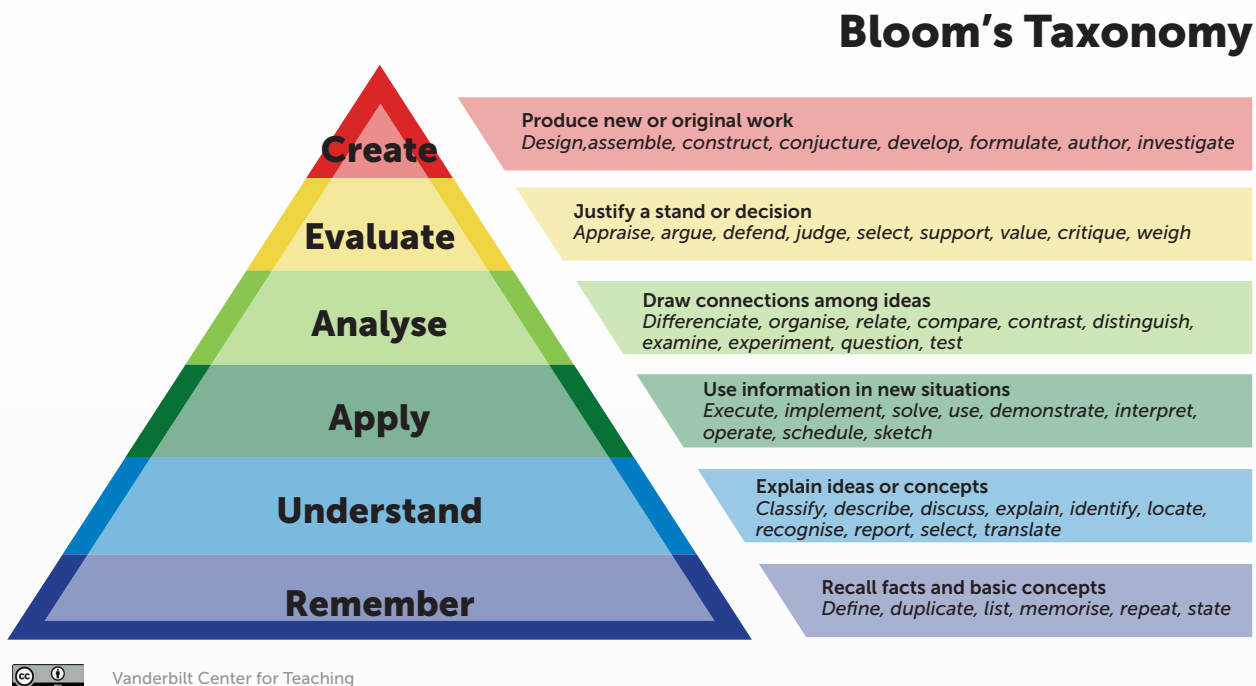 Bloom's Taxonomy
Create
Produce new or original work
Design,assemble, construct, conjucture, develop, formulate, author, investigate
Evaluate
Justify a stand or decision
Appraise, argue, defend, judge, select, support, value, critique, weigh
Analyse
Draw connections among ideas
Differenciate, organise, relate, compare, contrast, distinguish,
examine, experiment, question, test
Apply
Use information in new situations
Execute, implement, solve, use, demonstrate, interpret,
operate, schedule, sketch
Understand
Explain ideas or concepts
Classify, describe, discuss, explain, identify, locate,
recognise, report, select, translate
Remember
Recall facts and basic concepts
Define, duplicate, list, memorise, repeat, state
cc
Vanderbilt Center for Teaching